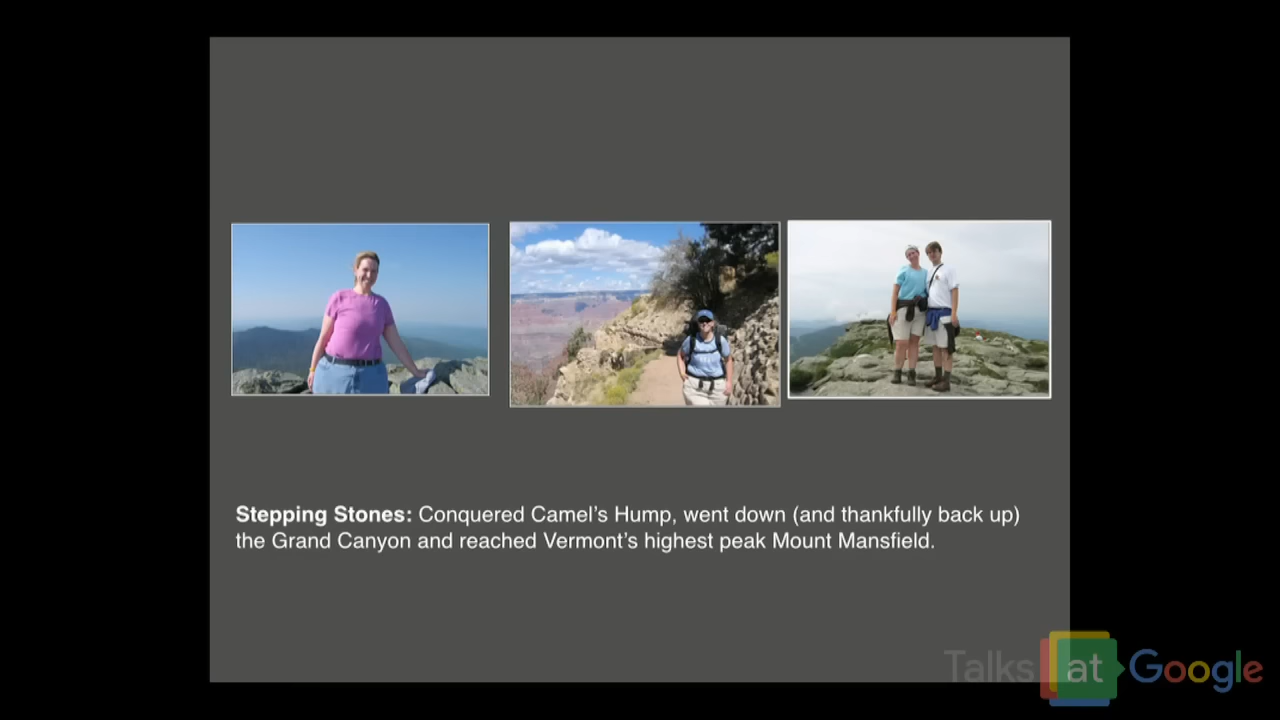 Stepping Stones: Conquered Camel’s Hump, went down (and thankfully back up)
the Grand Canyon and reached Vermont’s highest peak Mount Mansfield.
Talks at Google